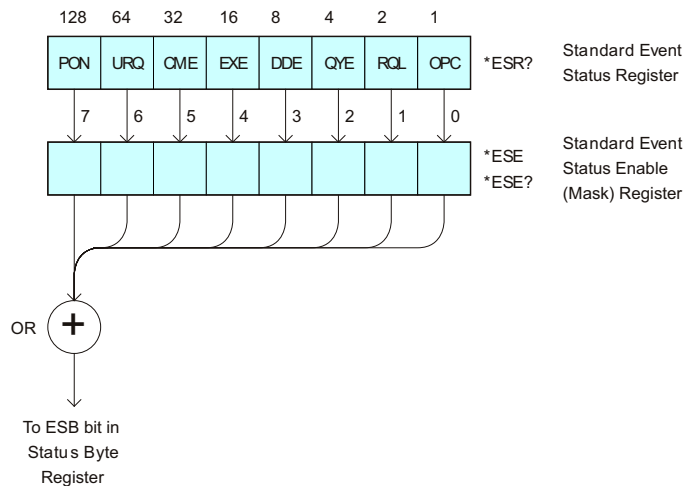 128 64 32 16 8 4 2 1
PON URQ CME EXE DDE QYE RQL OPC
*ESR?
Standard Event
Status Register
7 6 5 4 3 2 1 0
*ESE
*ESE?
Standard Event
Status Enable
(Mask) Register
OR
+
To ESB bit in
Status Byte
Register